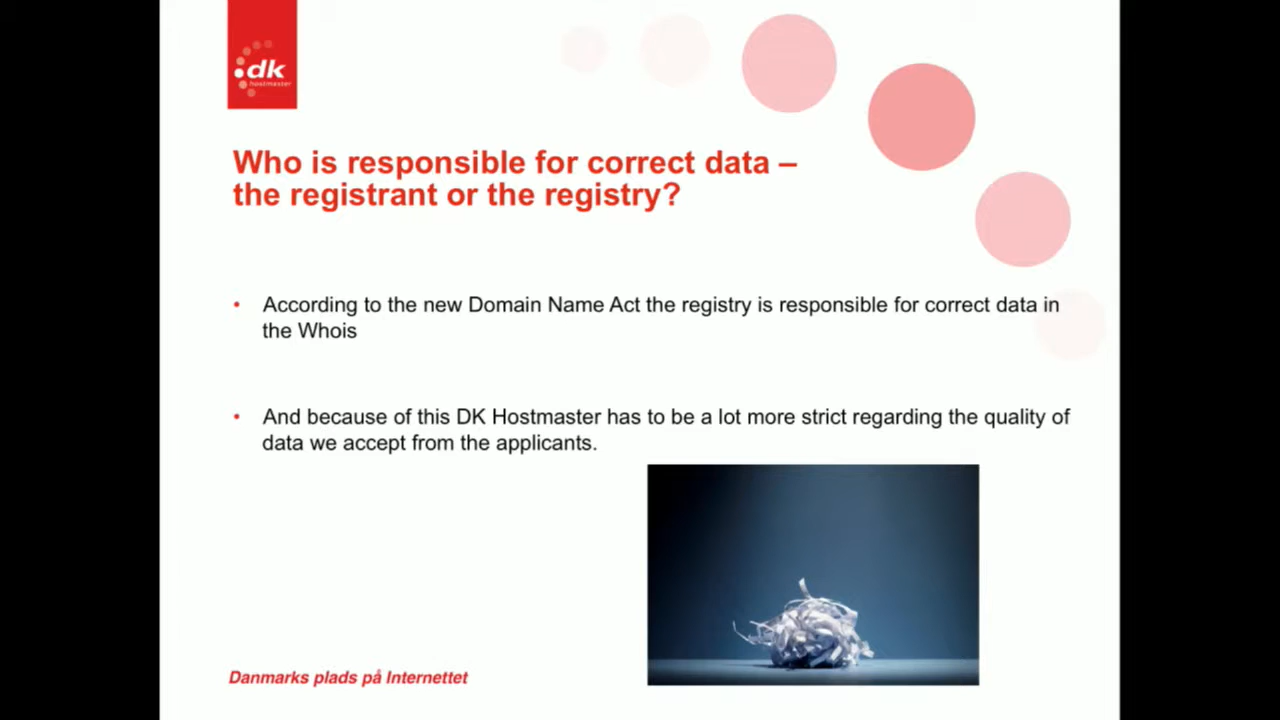 .dk
hostmaster
Who is responsible for correct data –
the registrant or the registry?
• According to the new Domain Name Act the registry is responsible for correct data in
the Whois
• And because of this DK Hostmaster has to be a lot more strict regarding the quality of
data we accept from the applicants.
Danmarks plads på Internettet